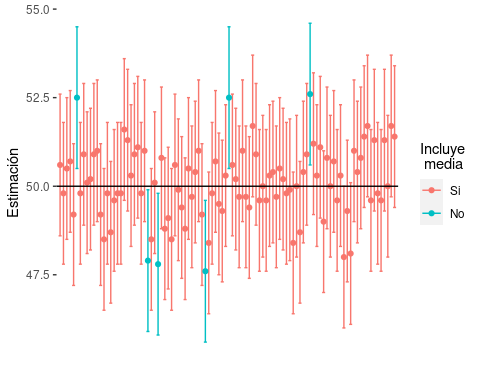 55.0
52.5
50.0
47.5
Estimación
Incluye
media
Si
No